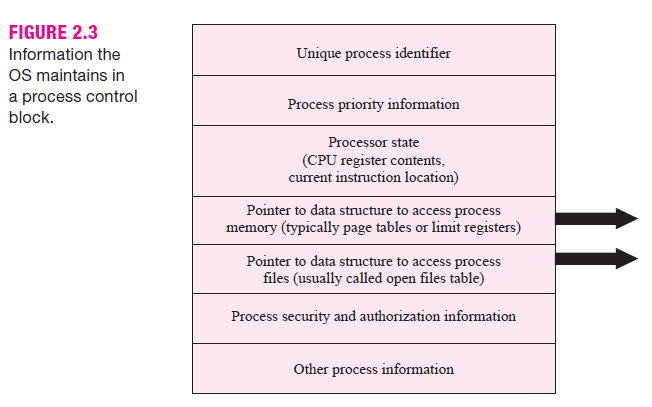 FIGURE 2.3
Information the
OS maintains in
a process control
block.
Unique process identifier
Process priority information
Processor state
(CPU register contents,
current instruction location)
Pointer to data structure to access process
memory (typically page tables or limit registers)
Pointer to data structure to access process
files (usually called open files table)
Process security and authorization information
Other process information